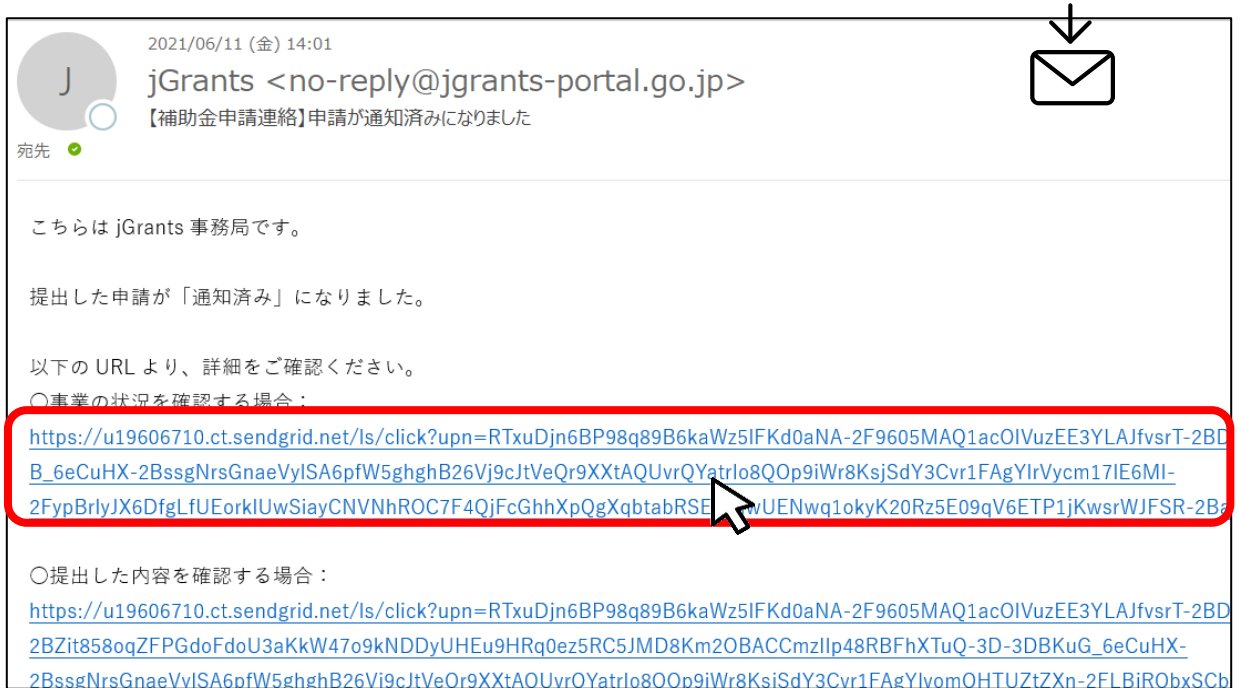 2021/06/11 (金) 14:01
J
jGrants <no-reply@jgrants-portal.go.jp>
【補助金申請連絡】申請が通知済みになりました
宛先
こちらは jGrants 事務局です。
提出した申請が「通知済み」になりました。
以下の URL より、詳細をご確認ください。
〇事業の状況を確認する場合：
https://u19606710.ct.sendgrid.net/ls/click?upn=RTxuDjn6BP98q89B6kaWz5IFKd0aNA-2F9605MAQ1acOIVuzEE3YLAJfvsrT-2BD
B_6eCuHX-2BssgNrsGnaeVylSA6pfW5ghghB26Vj9cJtVeQr9XXtAQUvrQYatrlo8QOp9iWr8KsjSdY3Cvr1FAgYIrVycm17IE6MI-
2FypBrlyJX6DfgLfUEorkIUwSiayCNVNhROC7F4QjFcGhhXpQgXqbtabRSE wUENwq1okyK20Rz5E09qV6ETP1jKwsrWJFSR-2Ba
〇提出した内容を確認する場合：
https://u19606710.ct.sendgrid.net/ls/click?upn=RTxuDjn6BP98q89B6kaWz5IFKd0aNA-2F9605MAQ1acOIVuzEE3YLAJfvsrT-2BD
2BZit858oqZFPGdoFdoU3aKkW47o9kNDDyUHEu9HRq0ez5RC5JMD8Km2OBACCmzlIp48RBFhXTuQ-3D-3DBKuG_6eCuHX-
2BssgNrsGnaeVylSA6pfW5ghghB26Vj9cJtVeQr9XXtAQUvrQYatrlo8QOp9iWr8KsjSdY3Cvr1FAgYIvomOHTUZtZXn-2FLBiRObxSCb